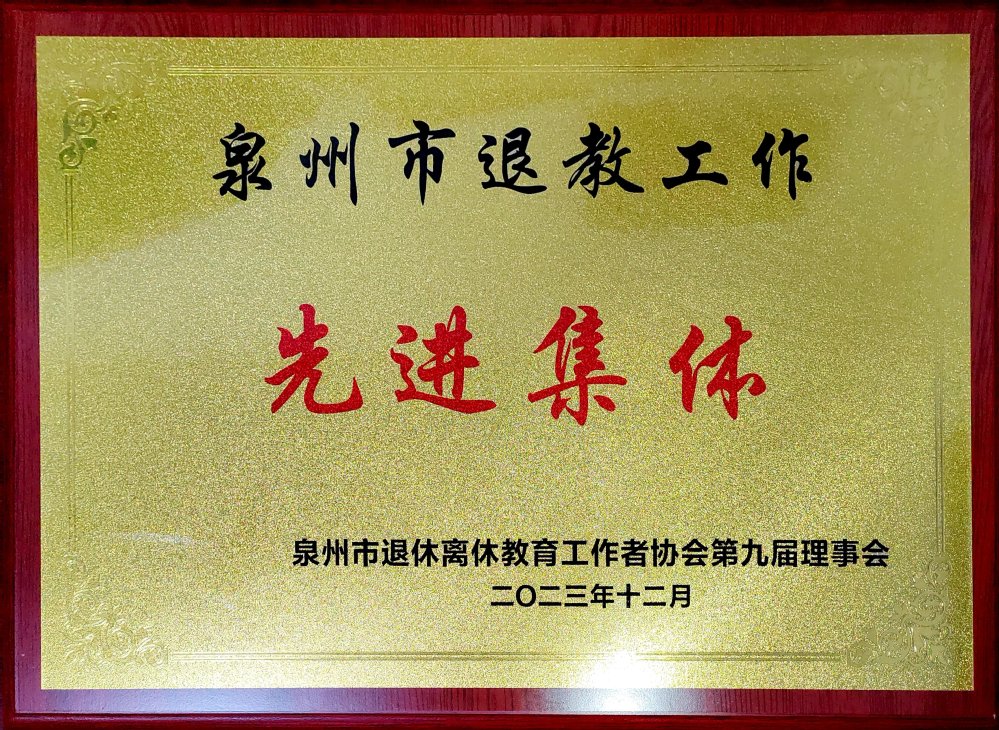 泉州市退教工作
先进集体
泉州市退休离休教育工作者协会第九届理事会
二〇二三年十二月